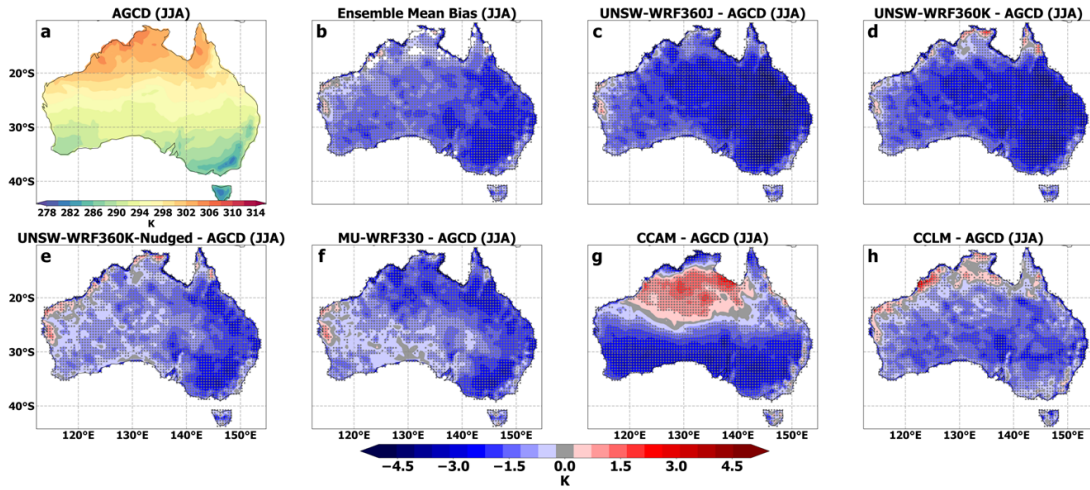 AGCD (JJA)
Ensemble Mean Bias (JJA)
UNSW-WRF360J - AGCD (JJA)
UNSW-WRF360K - AGCD (JJA)
a
b
c
d
20°S
30°S
40°S
278 282 286 290 294 298 302 306 310 314
K
UNSW-WRF360K-Nudged - AGCD (JJA)
MU-WRF330 - AGCD (JJA)
CCAM - AGCD (JJA)
CCLM - AGCD (JJA)
e
f
g
h
20°S
30°S
40°S
120°E 130°E 140°E 150°E
120°E 130°E 140°E 150°E
120°E 130°E 140°E 150°E
120°E 130°E 140°E 150°E
−4.5 −3.0 −1.5 0.0 1.5 3.0 4.5
K